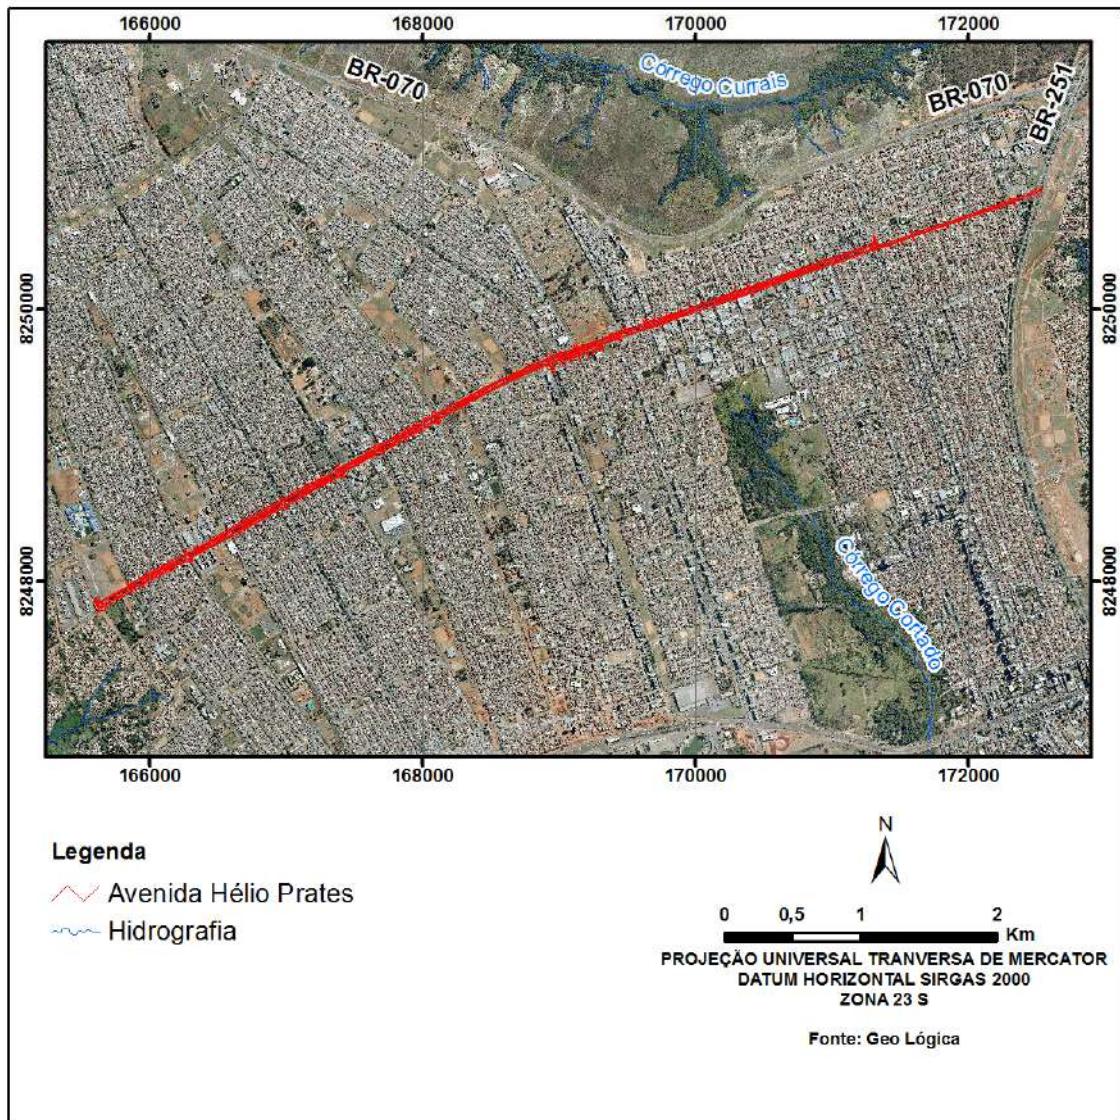 166000 168000 170000 172000
BR-070
Córrego Currais
BR-070
BR-251
8250000
8250000
8248000
8248000
Córrego Cortado
166000 168000 170000 172000
Legenda
Avenida Hélio Prates
Hidrografia
N
0 0,5 1 2
Km
PROJEÇÃO UNIVERSAL TRANVERSA DE MERCATOR
DATUM HORIZONTAL SIRGAS 2000
ZONA 23 S
Fonte: Geo Lógica